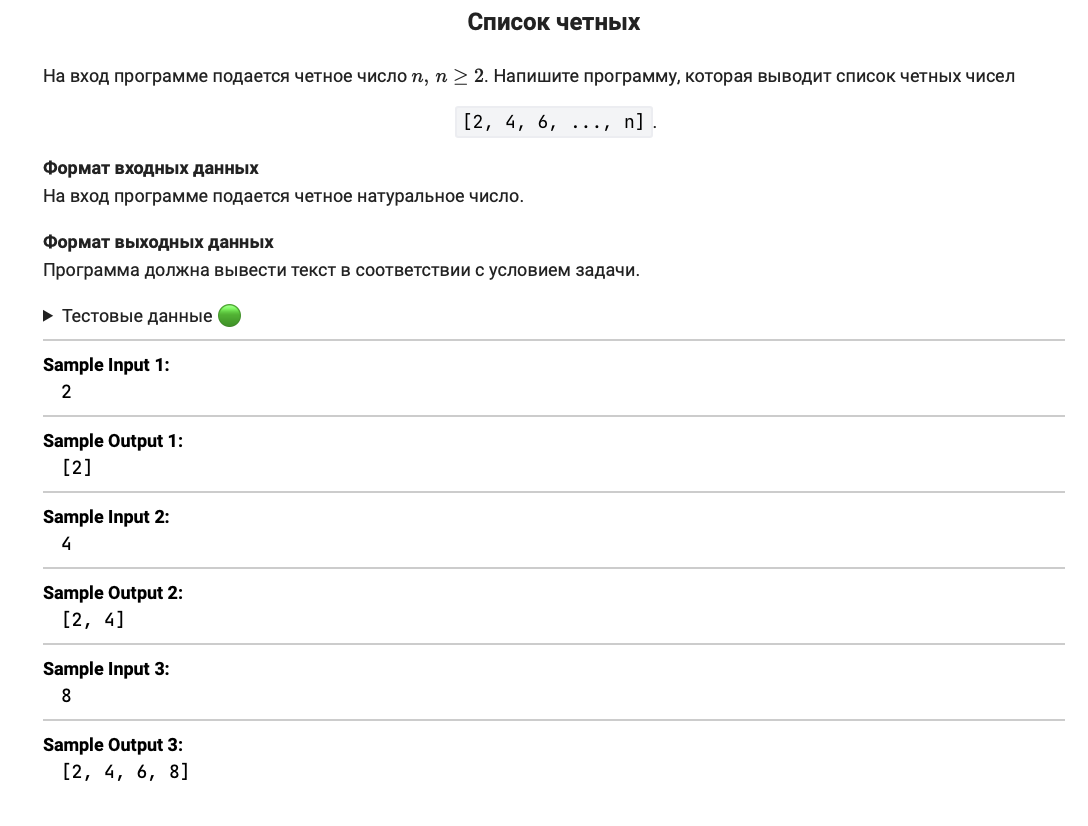 Список четных
На вход программе подается четное число n, n ≥ 2. Напишите программу, которая выводит список четных чисел
[2, 4, 6, ..., n].
Формат входных данных
На вход программе подается четное натуральное число.
Формат выходных данных
Программа должна вывести текст в соответствии с условием задачи.
▶ Тестовые данные 🟢
Sample Input 1:
2
Sample Output 1:
[2]
Sample Input 2:
4
Sample Output 2:
[2, 4]
Sample Input 3:
8
Sample Output 3:
[2, 4, 6, 8]